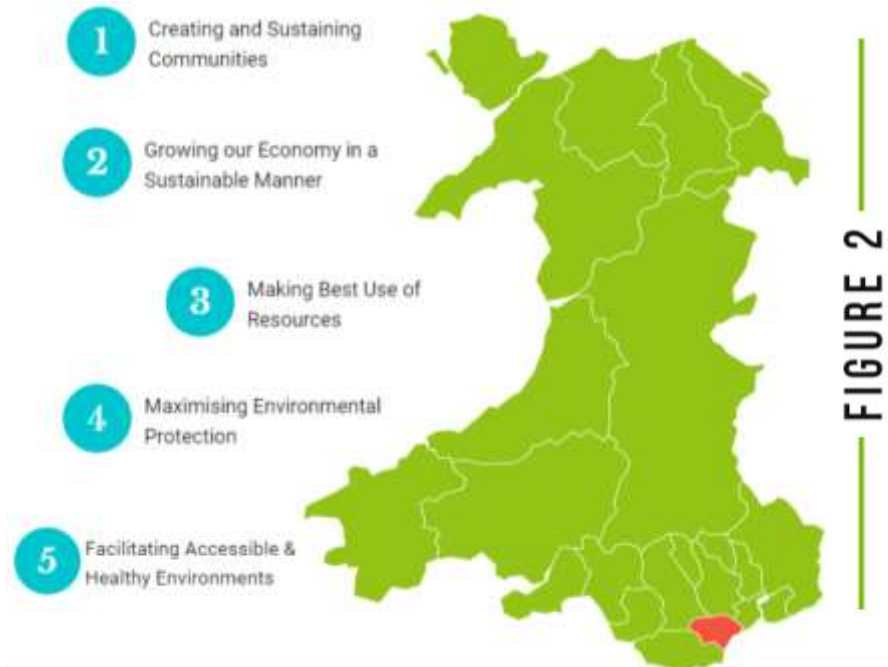 1
Creating and Sustaining
Communities
2
Growing our Economy in a
Sustainable Manner
3
Making Best Use of
Resources
4
Maximising Environmental
Protection
5
Facilitating Accessible &
Healthy Environments
FIGURE 2